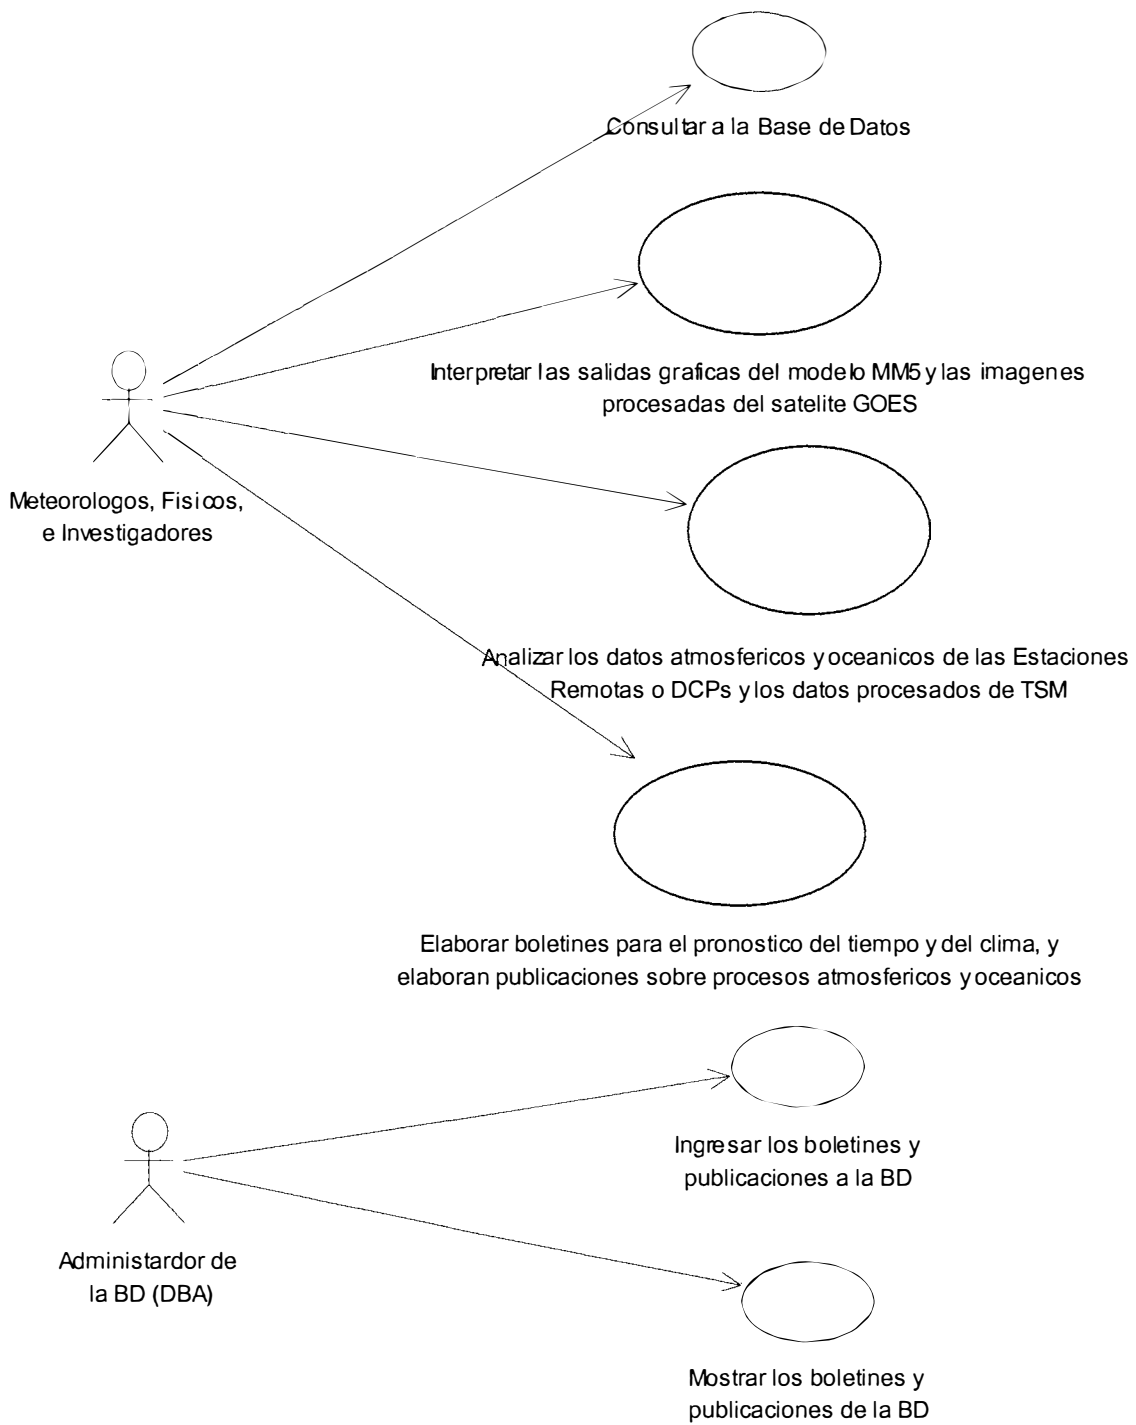 Consultar a la Base de Datos
Interpretar las salidas graficas del modelo MM5 y las imagenes
procesadas del satelite GOES
Meteorologos, Fisicos,
e Investigadores
Analizar los datos atmosfericos y oceanicos de las Estaciones
Remotas o DCPs y los datos procesados de TSM
Elaborar boletines para el pronostico del tiempo y del clima, y
elaboran publicaciones sobre procesos atmosfericos y oceanicos
Ingresar los boletines y
publicaciones a la BD
Administardor de
la BD (DBA)
Mostrar los boletines y
publicaciones de la BD